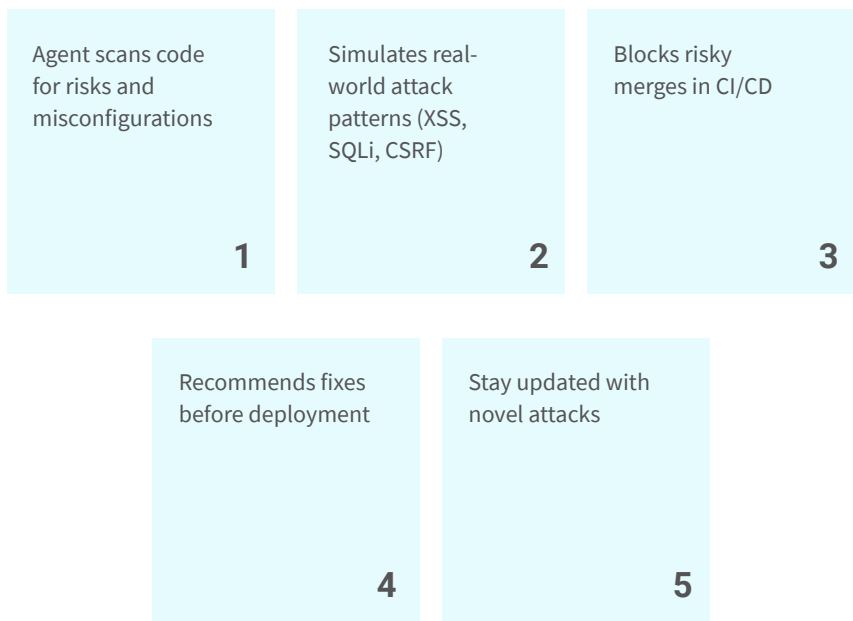 Agent scans code
for risks and
misconfigurations
1
Simulates real-
world attack
patterns (XSS,
SQLi, CSRF)
2
Blocks risky
merges in CI/CD
3
Recommends fixes
before deployment
4
Stay updated with
novel attacks
5